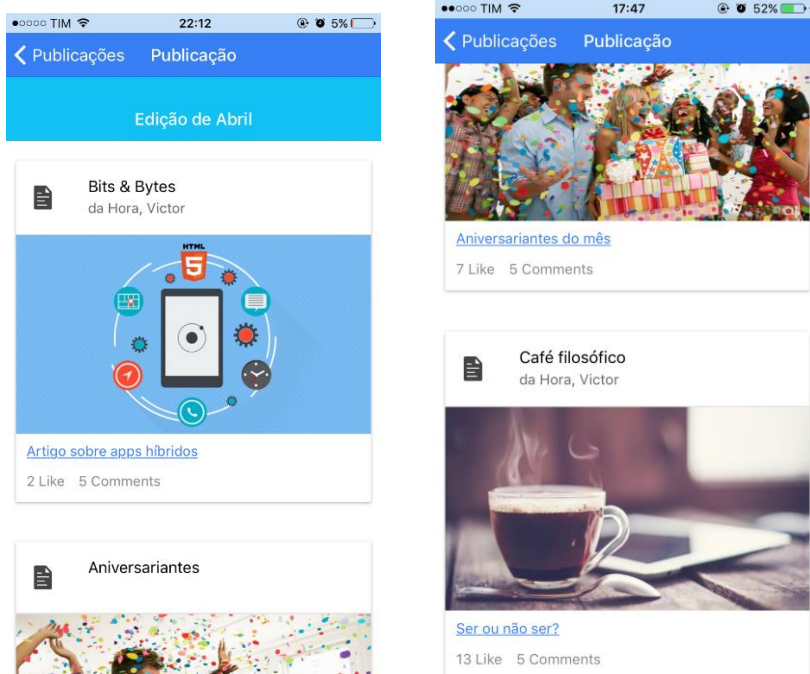 TIM 22:12 5%
Publicações Publicação
Edição de Abril
Bits & Bytes
da Hora, Victor
HTML
5
Artigo sobre apps híbridos
2 Like 5 Comments
Aniversariantes
TIM 17:47 52%
Publicações Publicação
Aniversariantes do mês
7 Like 5 Comments
Café filosófico
da Hora, Victor
Ser ou não ser?
13 Like 5 Comments